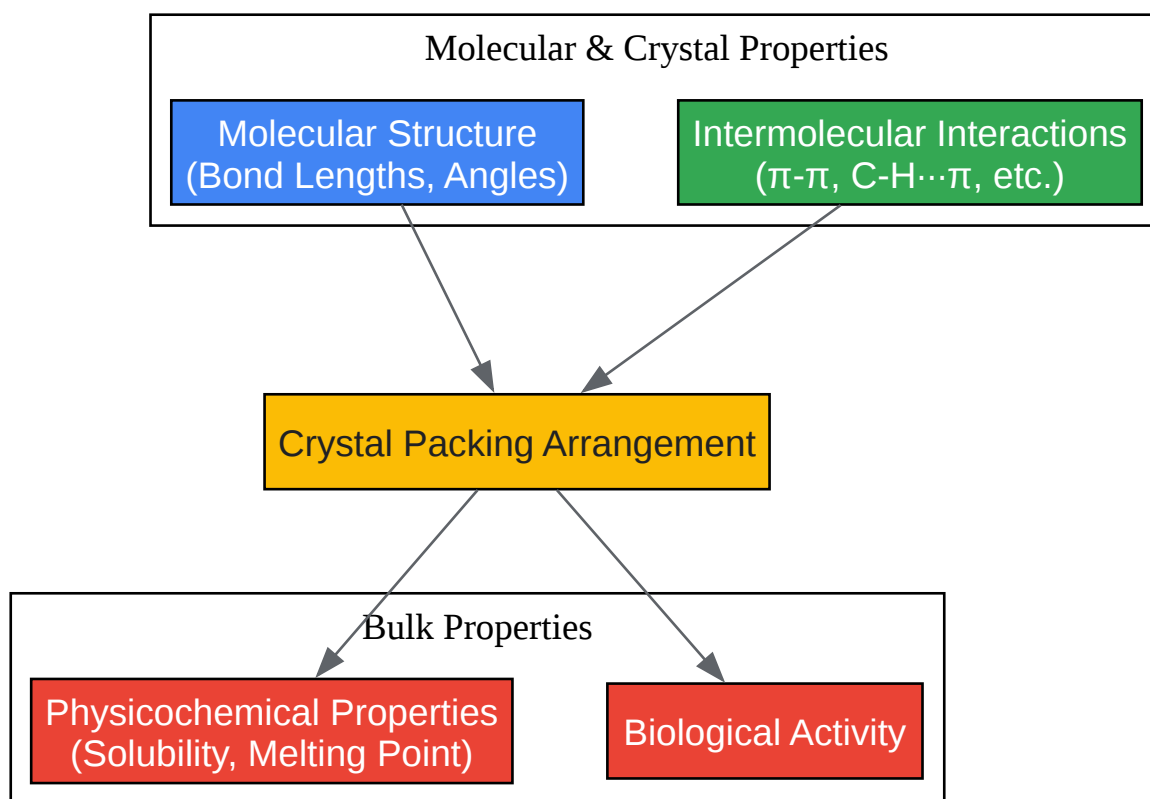 Molecular & Crystal Properties
Molecular Structure
(Bond Lengths, Angles)
Intermolecular Interactions
(π-π, C-H···π, etc.)
Crystal Packing Arrangement
Bulk Properties
Physicochemical Properties
(Solubility, Melting Point)
Biological Activity